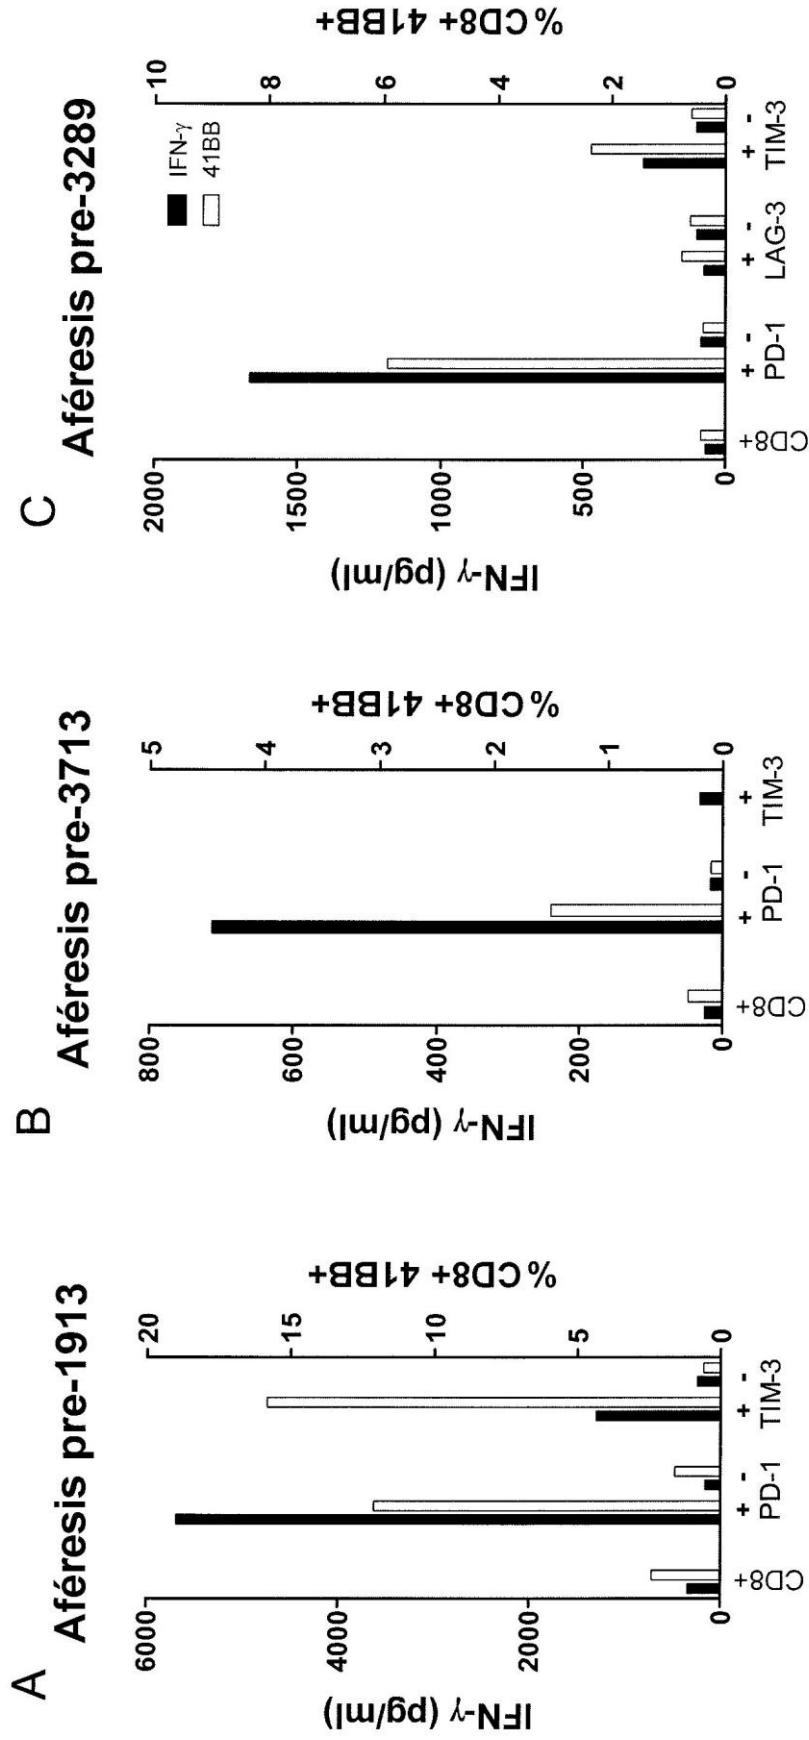 A
Aféresis pre-1913
IFN-γ (pg/ml)
6000
4000
2000
0
% CD8+ 41BB+
20
15
10
5
0
+ - + -
CD8+ PD-1 TIM-3
B
Aféresis pre-3713
IFN-γ (pg/ml)
800
600
400
200
0
% CD8+ 41BB+
5
4
3
2
1
0
+ - +
CD8+ PD-1 TIM-3
C
Aféresis pre-3289
IFN-γ
41BB
IFN-γ (pg/ml)
2000
1500
1000
500
0
% CD8+ 41BB+
10
8
6
4
2
0
+ - + - + -
CD8+ PD-1 LAG-3 TIM-3